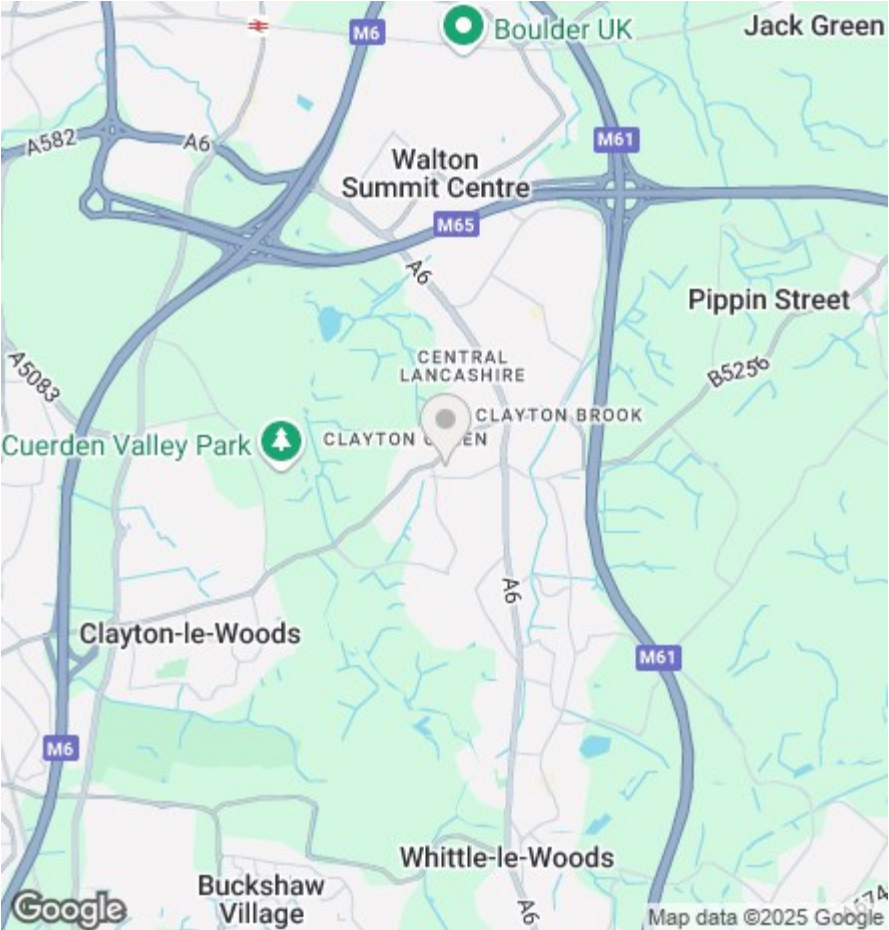 M6
Boulder UK
Jack Green
A582
A6
M61
Walton
Summit Centre
M65
A6
Pippin Street
CENTRAL
LANCASHIRE
A5083
B5256
CLAYTON BROOK
CLAYTON
EN
Cuerden Valley Park
A6
Clayton-le-Woods
M61
M6
Whittle-le-Woods
Buckshaw
Village
A6
Google
Map data ©2025 Google